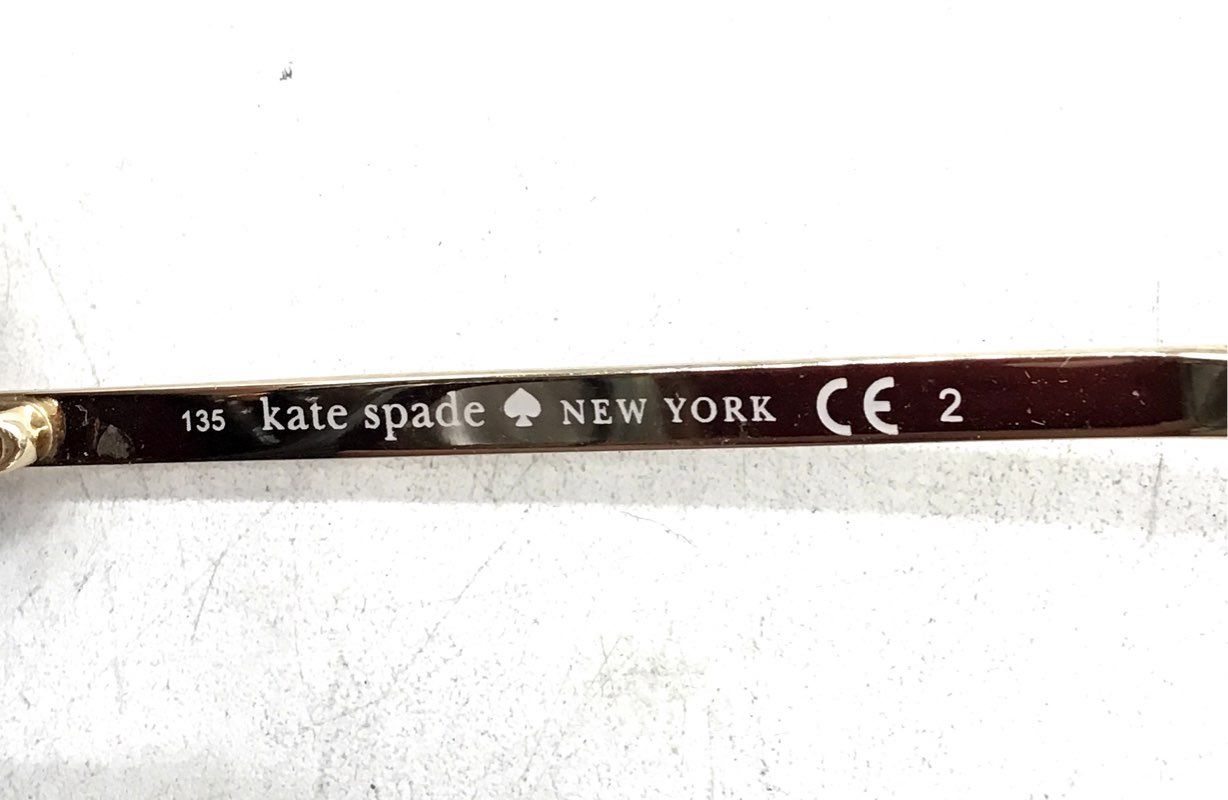 135 kate spade ♠ NEW YORK CE 2